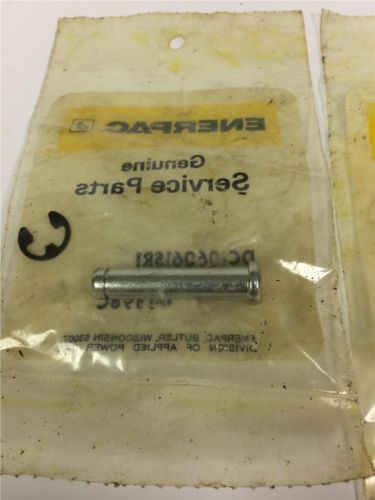 ENERPAC
Genuine
Service Parts
ENERPAC, BUTLER, WISCONSIN 53007
DIVISION OF APPLIED POWER